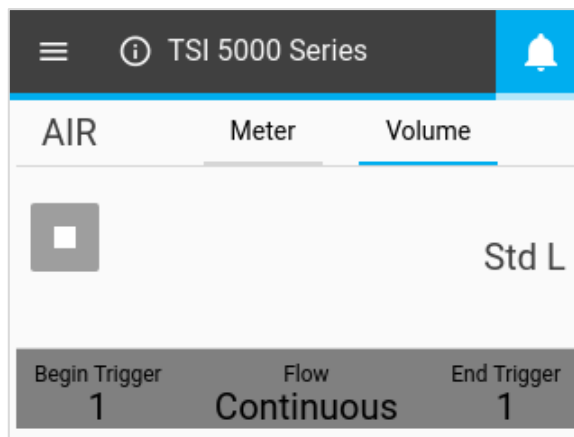 TSI 5000 Series
AIR Meter Volume
Std L
Begin Trigger Flow End Trigger
1 Continuous 1